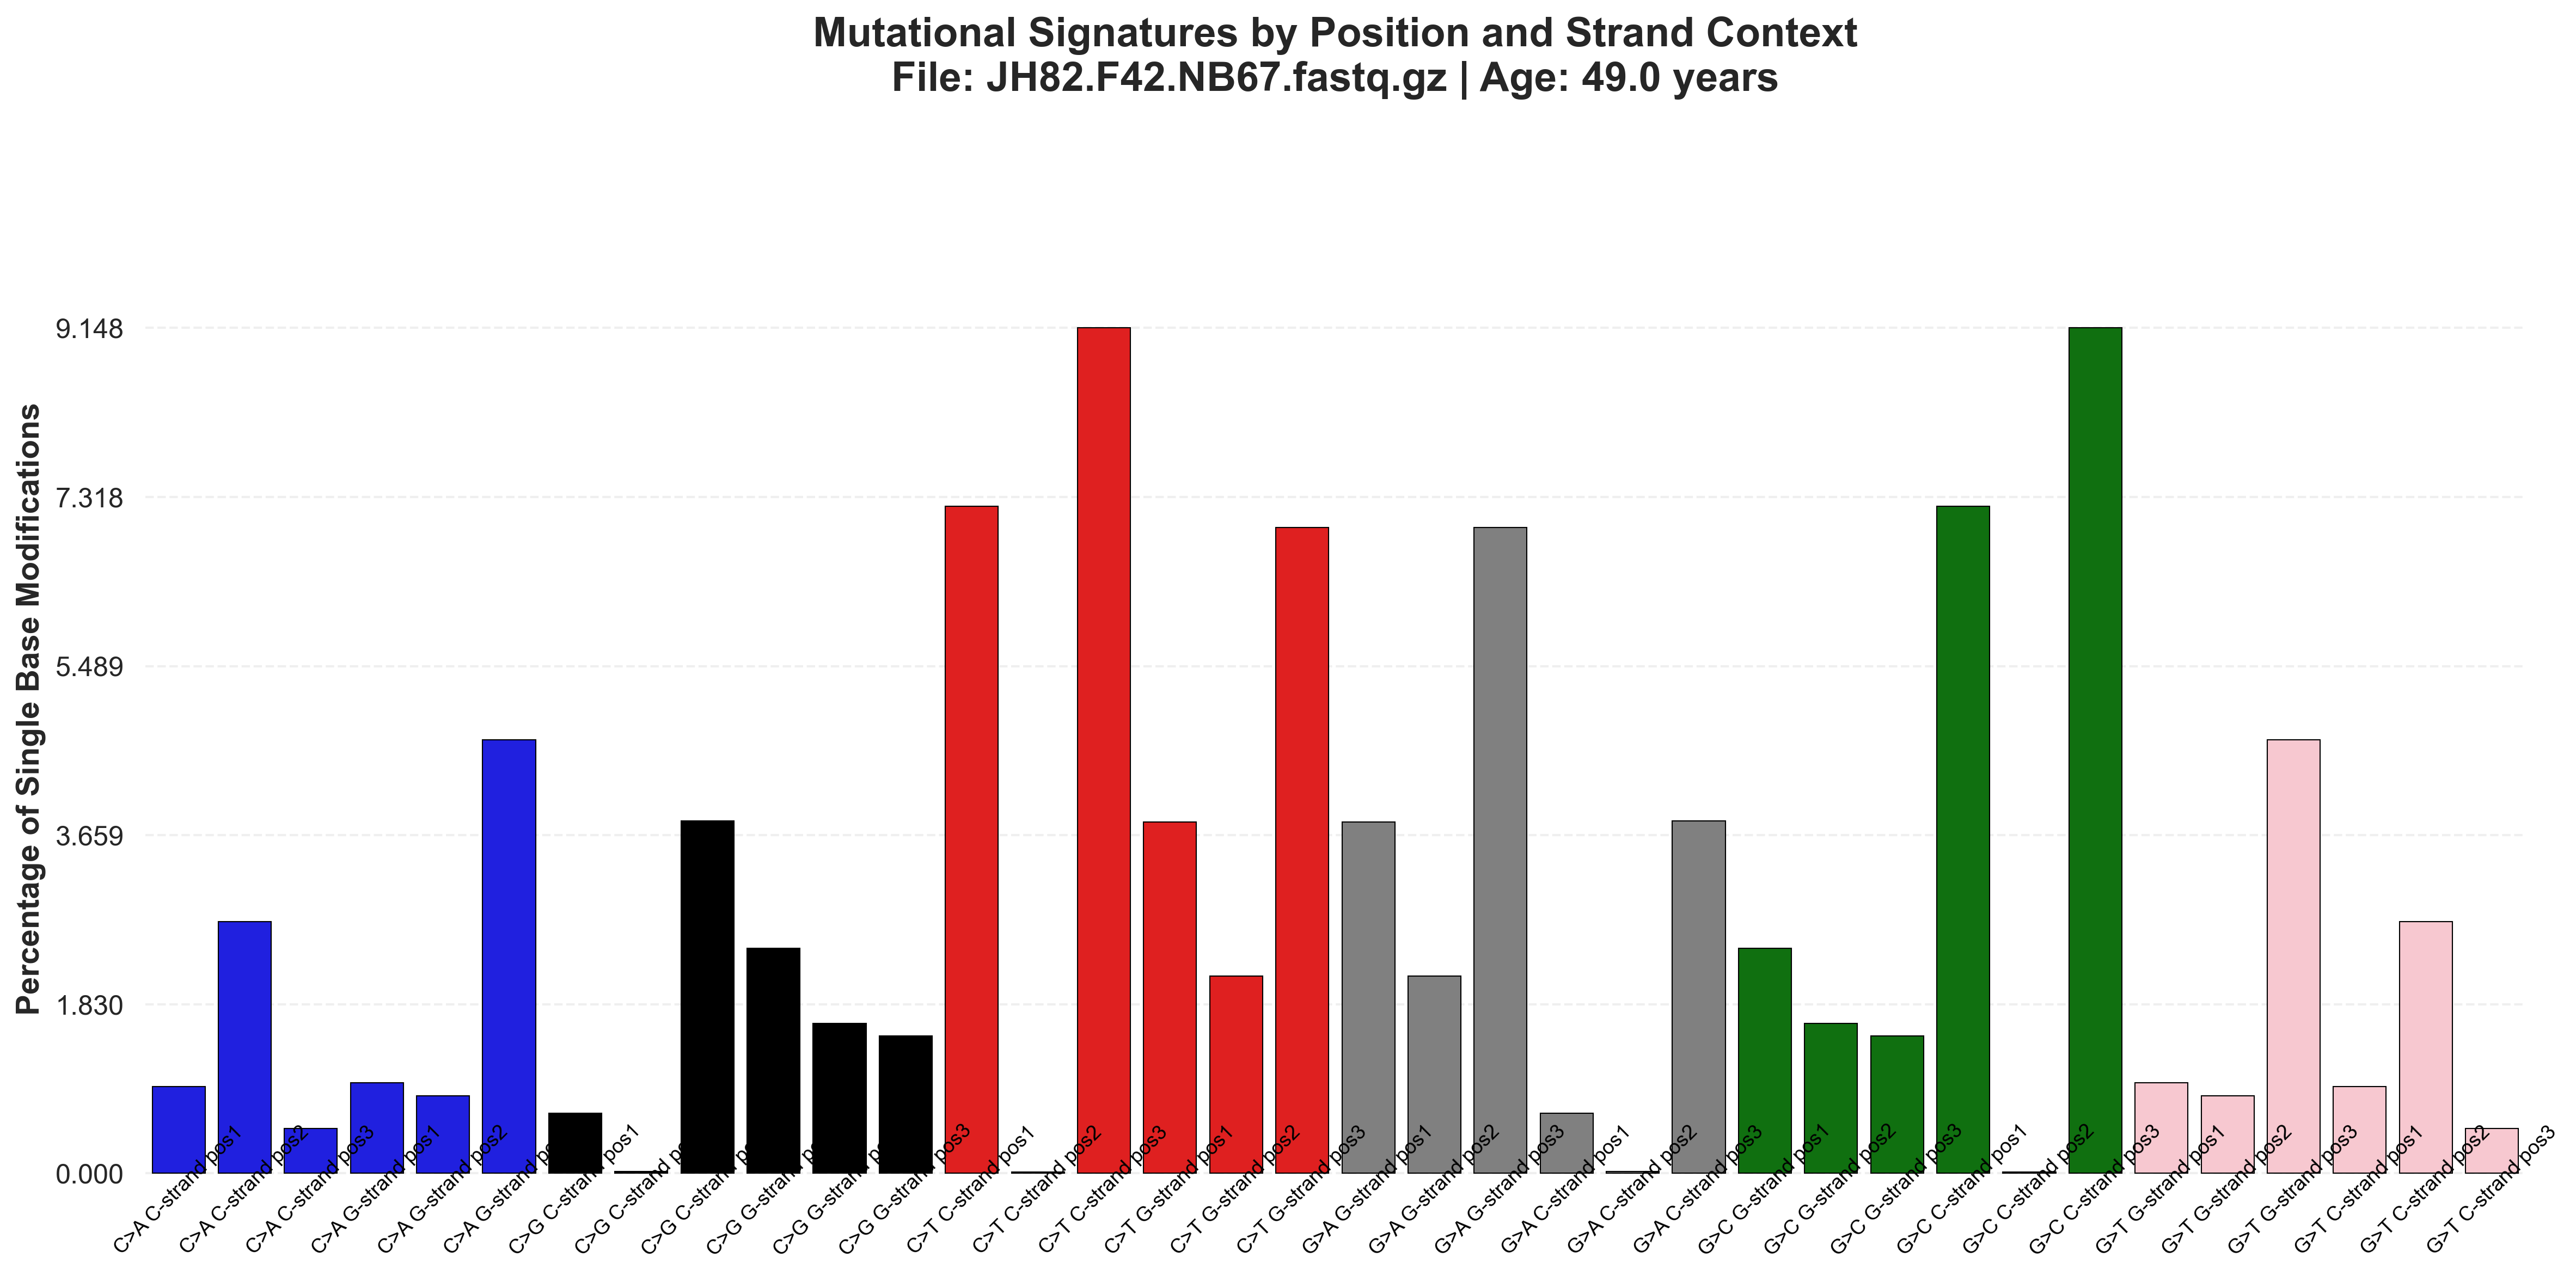 Mutational Signatures by Position and Strand Context
File: JH82.F42.NB67.fastq.gz | Age: 49.0 years
Percentage of Single Base Modifications
9.148
7.318
5.489
3.659
1.830
0.000
C>A C-strand pos1
C>A C-strand pos2
C>A C-strand pos3
C>A G-strand pos1
C>A G-strand pos2
C>A G-strand
C>G C-strand pos1
C>G C-strand
C>G C-strand
C>G G-strand
C>G G-strand
C>G G-strand pos3
C>T C-strand pos1
C>T C-strand pos2
C>T C-strand pos3
C>T G-strand pos1
C>T G-strand pos2
C>T G-strand pos3
G>A G-strand pos1
G>A G-strand pos2
G>A G-strand pos3
G>A C-strand pos1
G>A C-strand pos2
G>A C-strand pos3
G>C G-strand pos1
G>C G-strand pos2
G>C G-strand pos3
G>C C-strand pos1
G>C C-strand pos2
G>C C-strand pos3
G>T G-strand pos1
G>T G-strand pos2
G>T G-strand pos3
G>T C-strand pos1
G>T C-strand pos2
G>T C-strand pos3